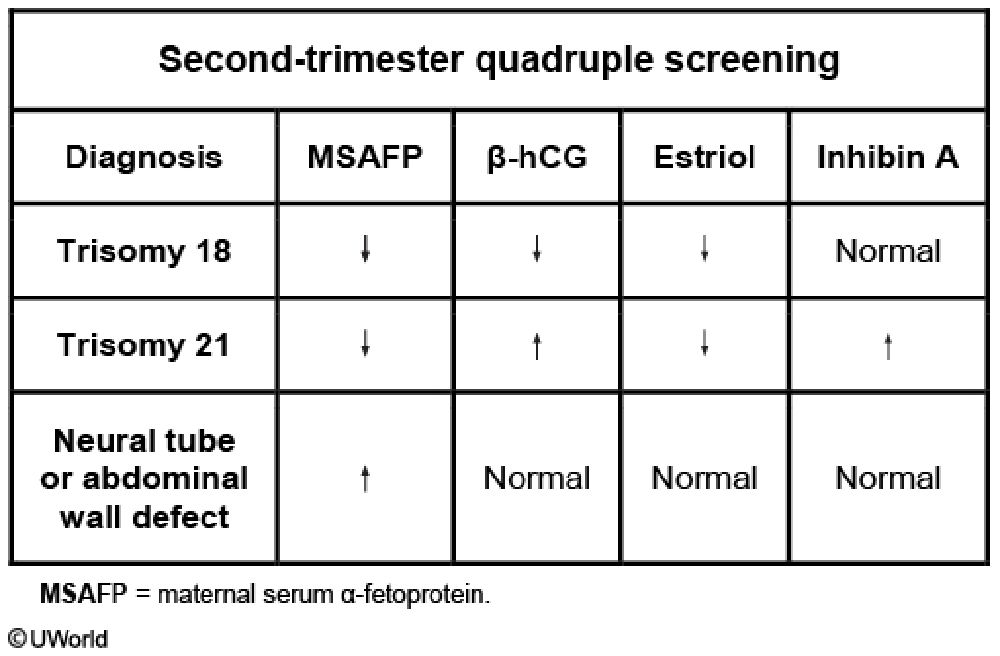 Second-trimester quadruple screening
Diagnosis MSAFP β-hCG Estriol Inhibin A
Trisomy 18 ↓ ↓ ↓ Normal
Trisomy 21 ↓ ↑ ↓ ↑
Neural tube
or abdominal
wall defect
↑ Normal Normal Normal
MSAFP = maternal serum α-fetoprotein.
©UWorld